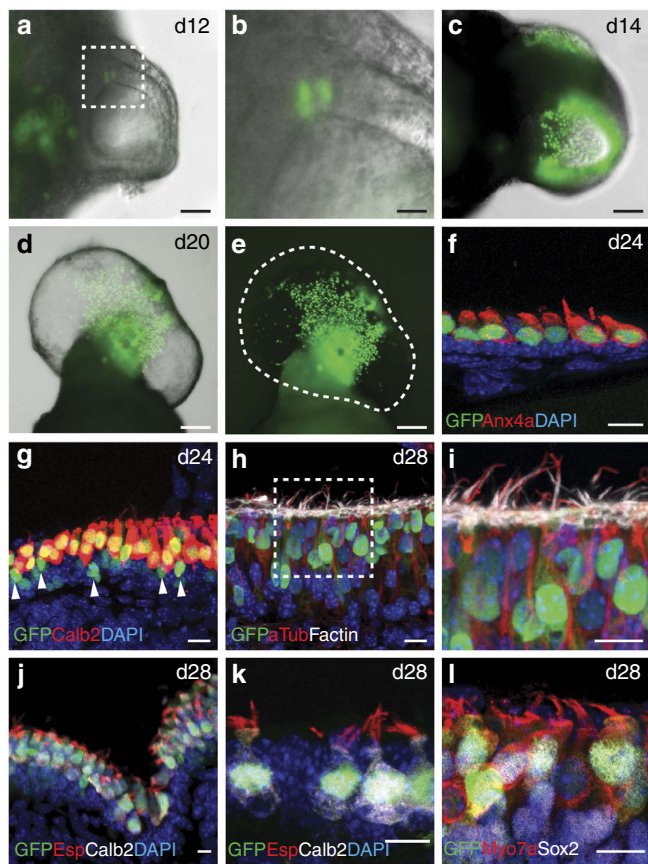 a d12
b
c d14
d d20
e
f d24
GFPAnx4aDAPI
g d24
GFPCalb2DAPI
h d28
GFPaTubFactin
i
j d28
GFPEspCalb2DAPI
k d28
GFPEspCalb2DAPI
l d28
GFPMyo7aSox2